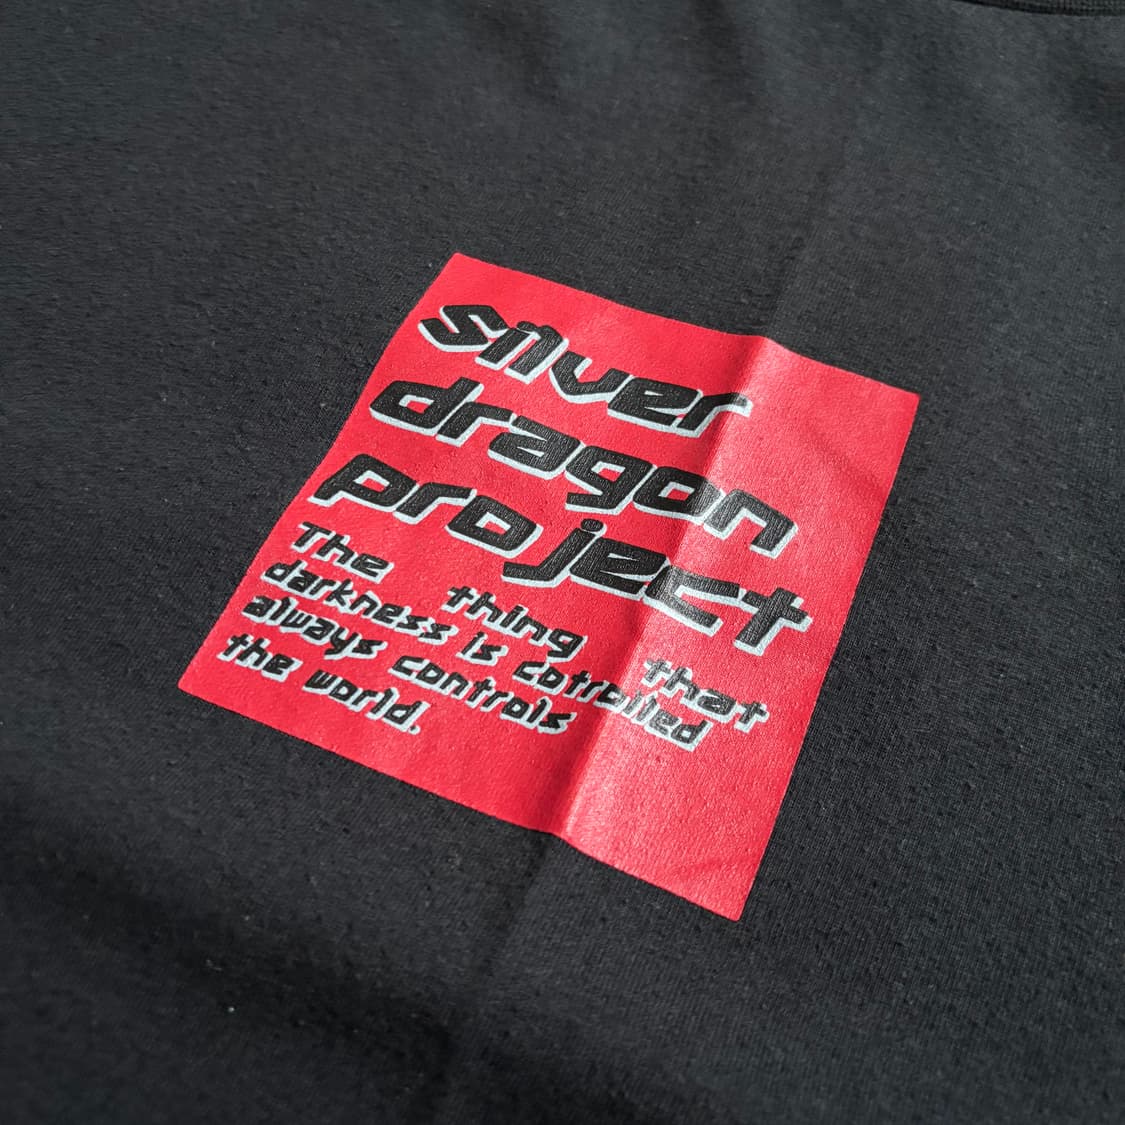 silver
dragon
project
The thing that
darkness is cotrolled
always controls
the world.